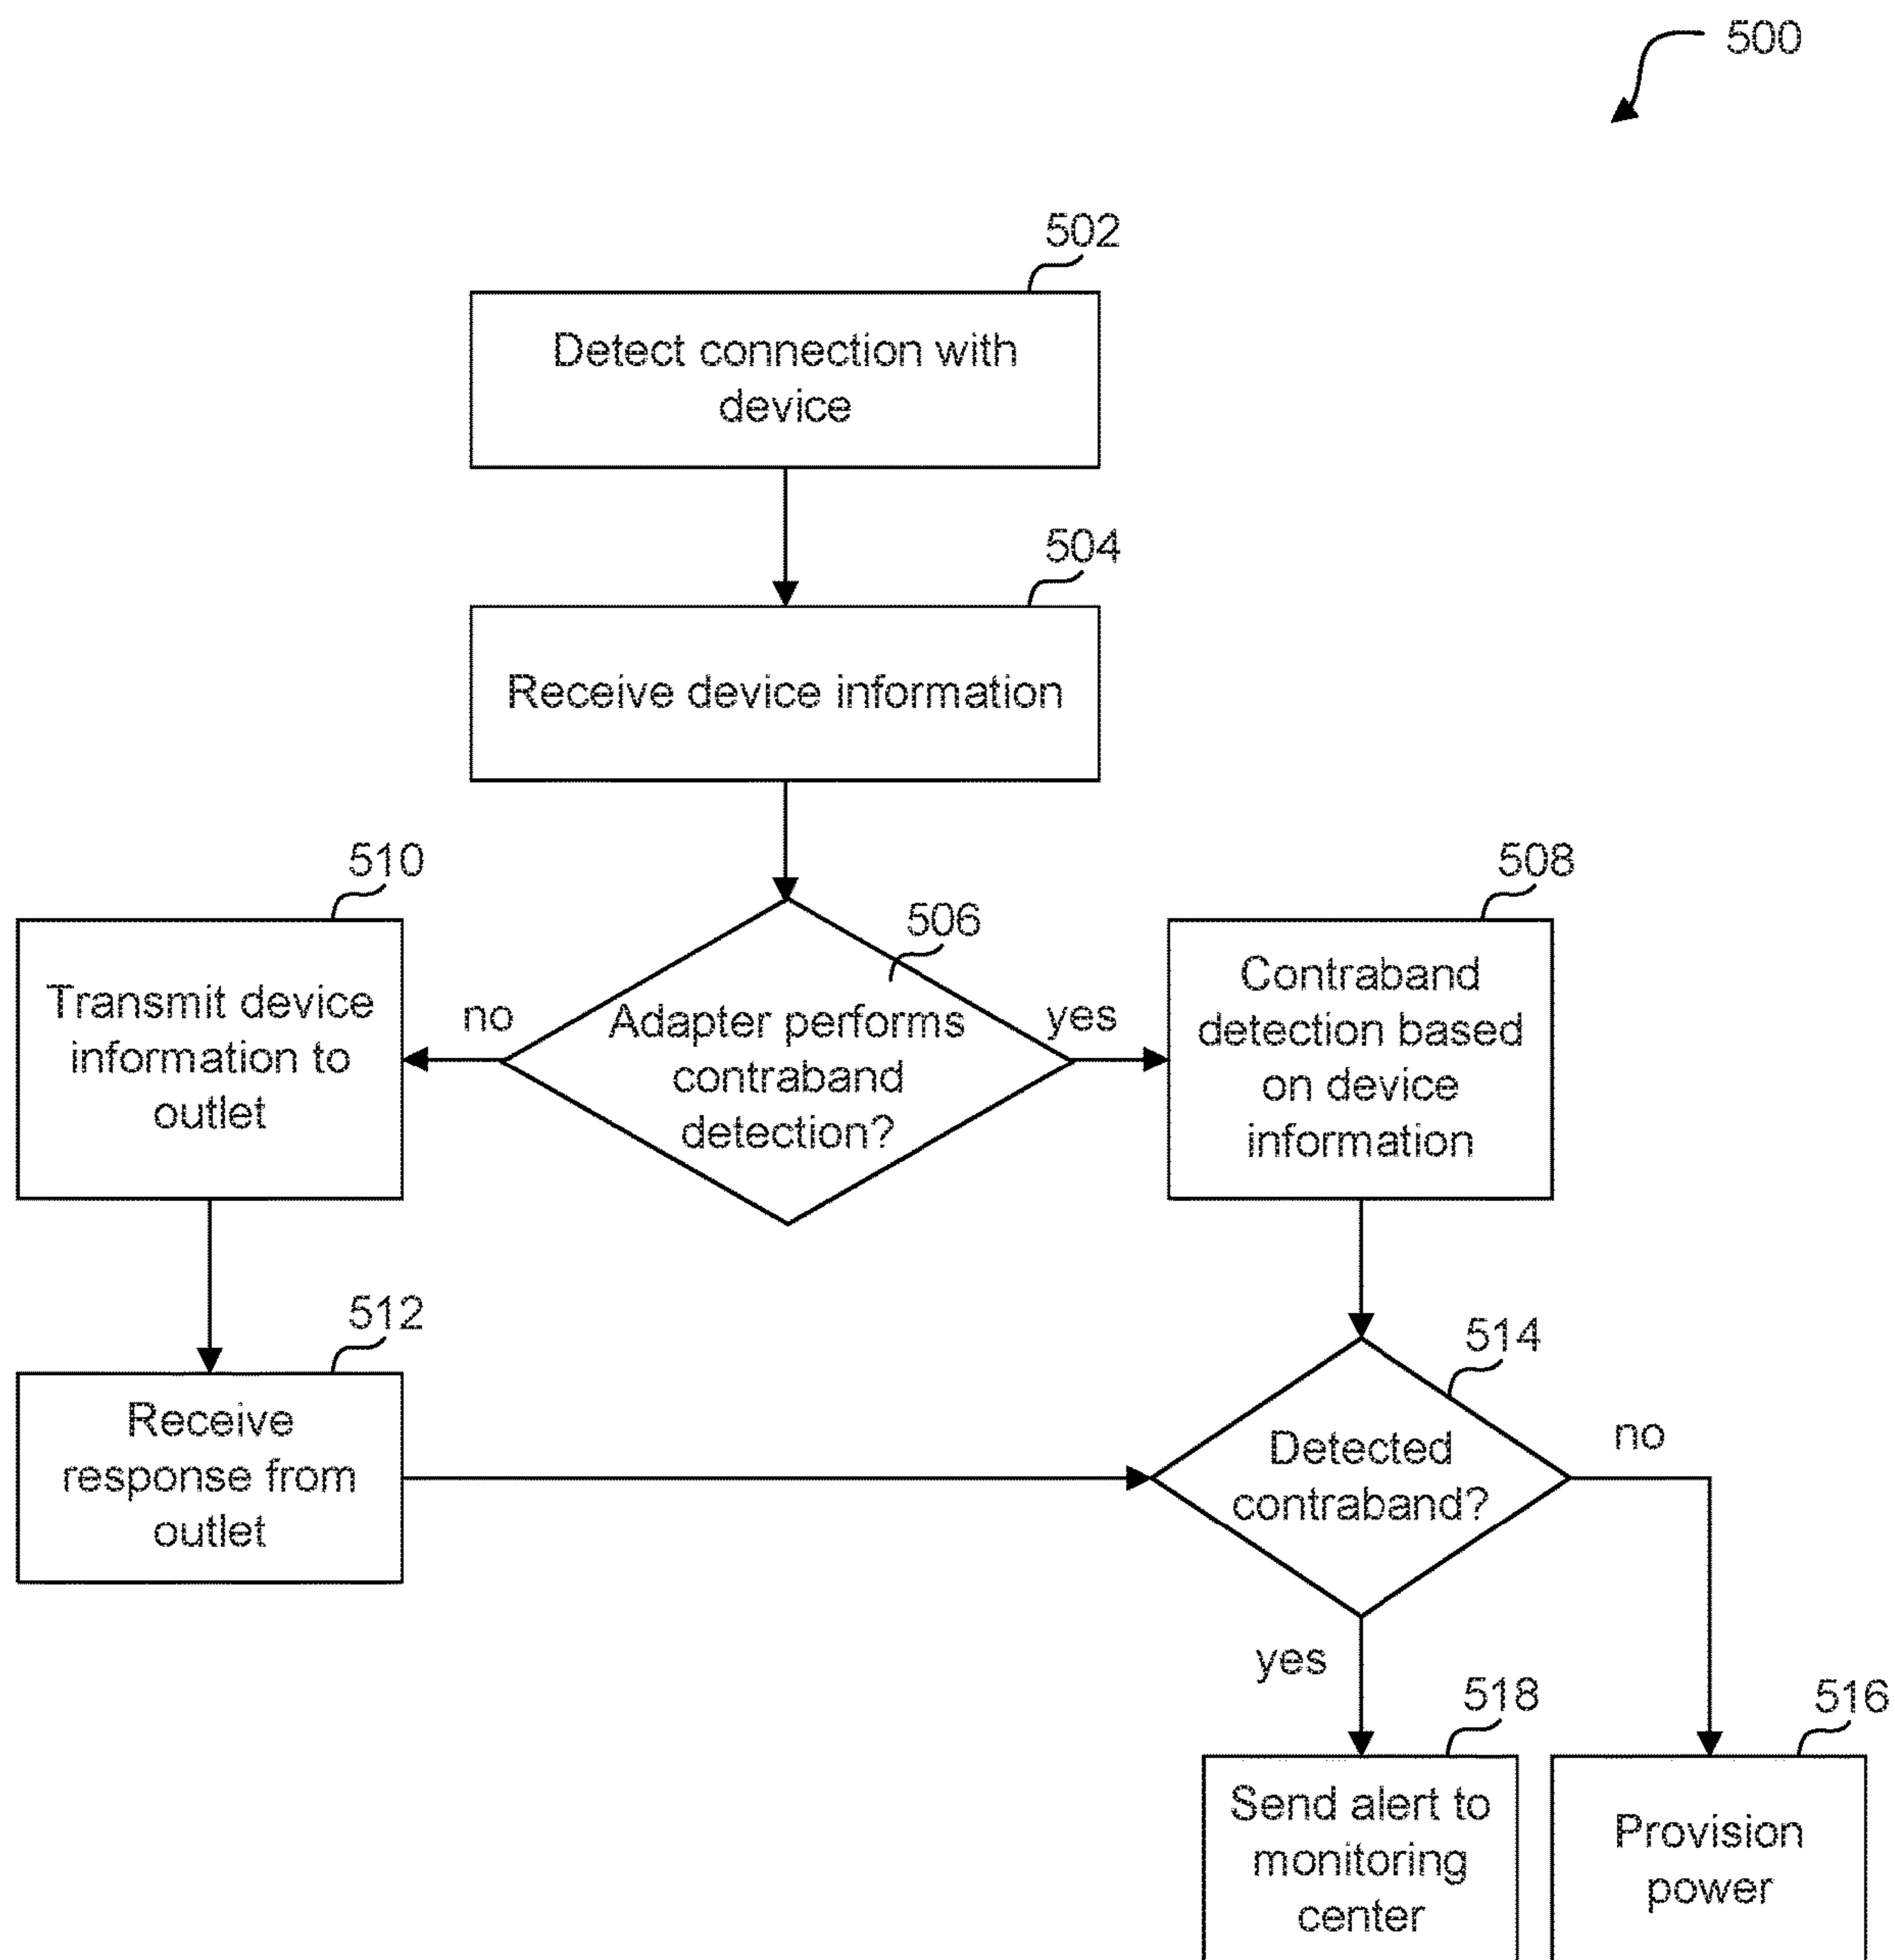 500
502
Detect connection with
device
504
Receive device information
510
508
506
Transmit device
information to
outlet
no
Adapter performs
contraband
detection?
yes
Contraband
detection based
on device
information
512
514
Receive
response from
outlet
Detected
contraband?
no
yes
518
516
Send alert to
monitoring
center
Provision
power